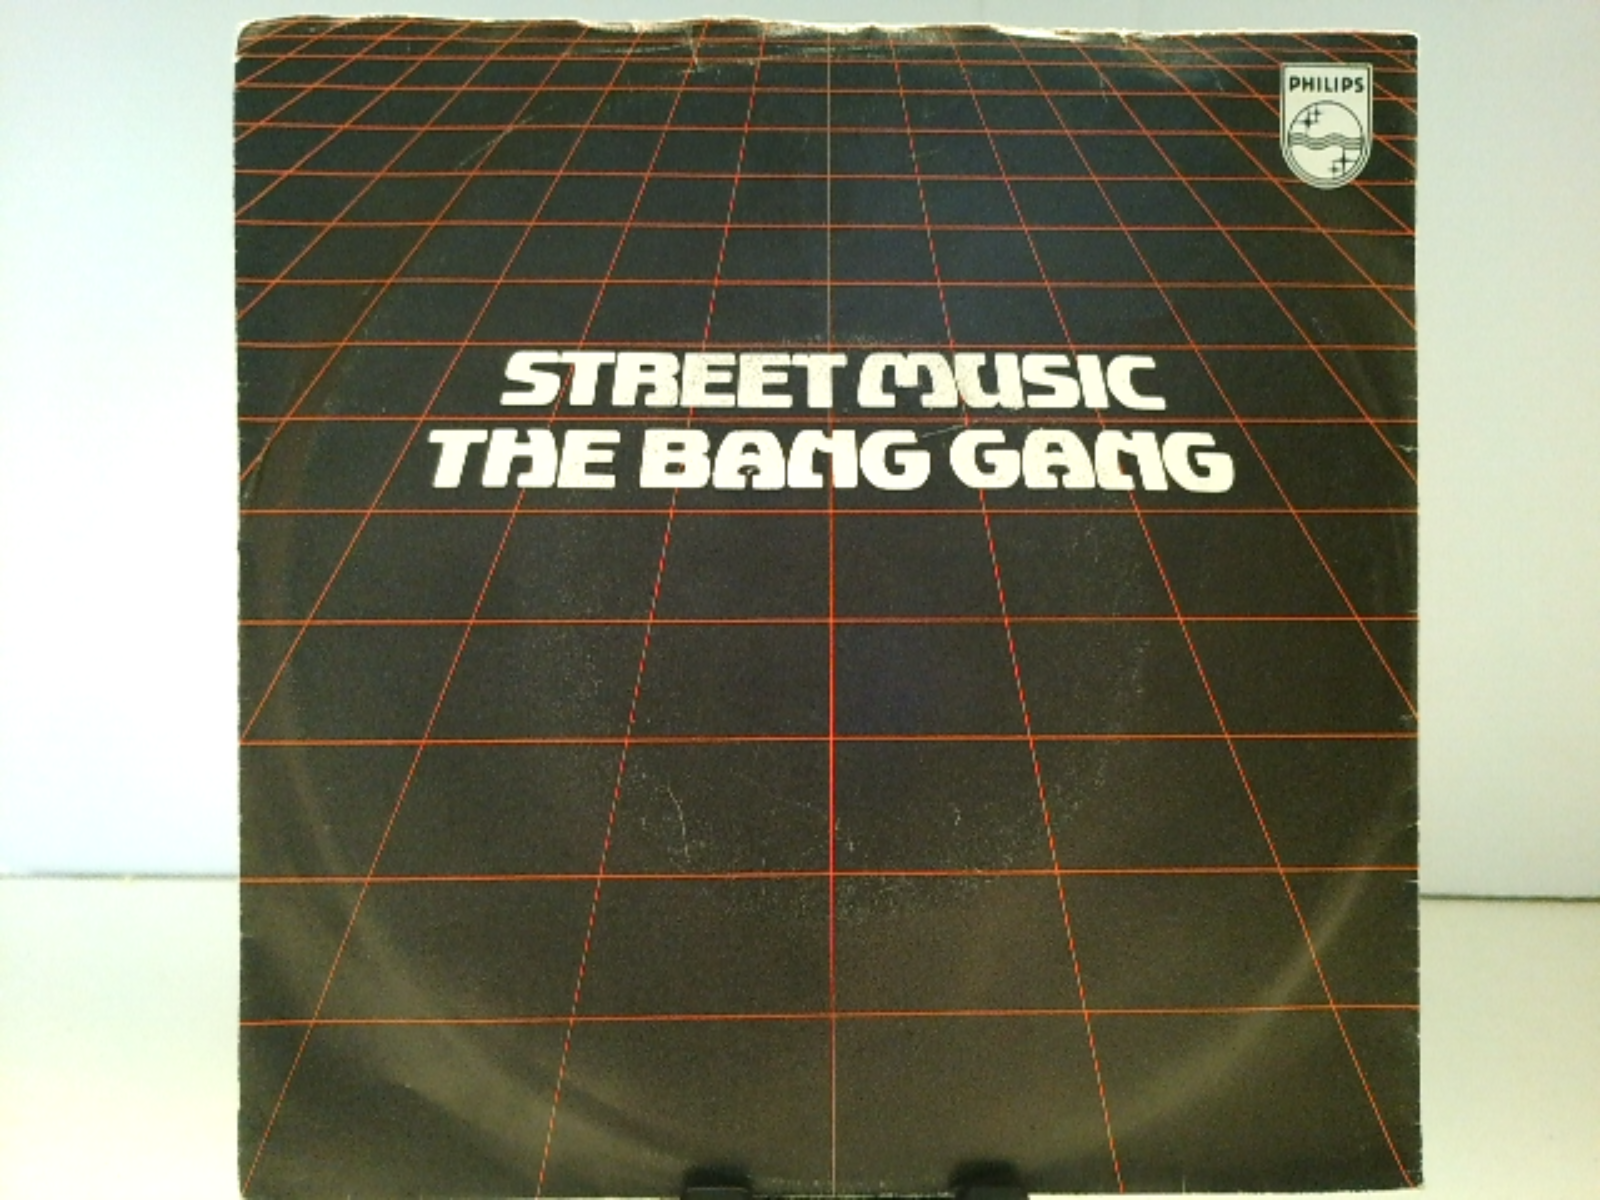 PHILIPS
STREET MUSIC
THE BANG GANG